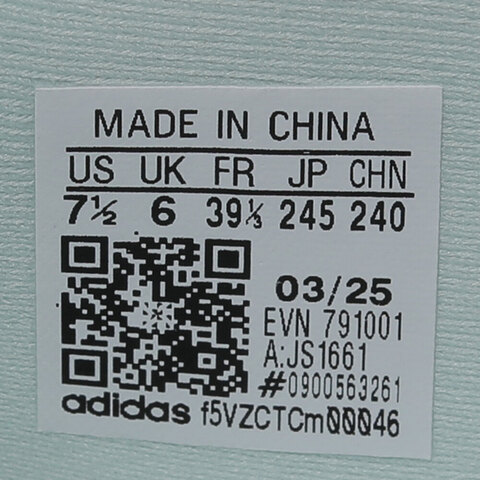 MADE IN CHINA
US UK FR JP CHN
7½ 6 39⅓ 245 240
03/25
EVN 791001
A:JS1661
#0900563261
adidas f5VZCTCm00046